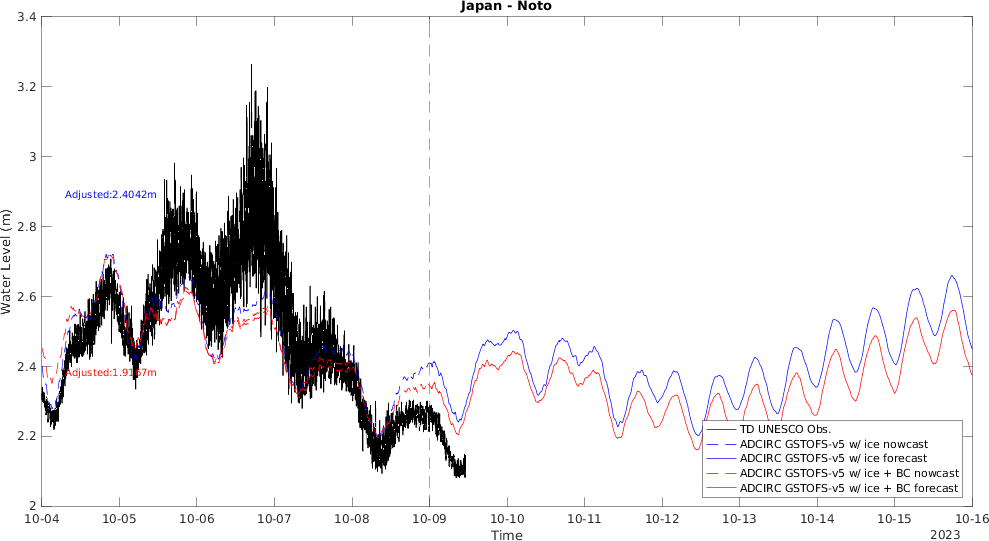 Japan - Noto
3.4
3.2
3
2.8
2.6
2.4
2.2
2
Water Level (m)
Adjusted:2.4042m
Adjusted:1.9167m
TD UNESCO Obs.
ADCIRC GSTOFS-v5 w/ ice nowcast
ADCIRC GSTOFS-v5 w/ ice forecast
ADCIRC GSTOFS-v5 w/ ice + BC nowcast
ADCIRC GSTOFS-v5 w/ ice + BC forecast
10-04 10-05 10-06 10-07 10-08 10-09 10-10 10-11 10-12 10-13 10-14 10-15 10-16
Time
2023